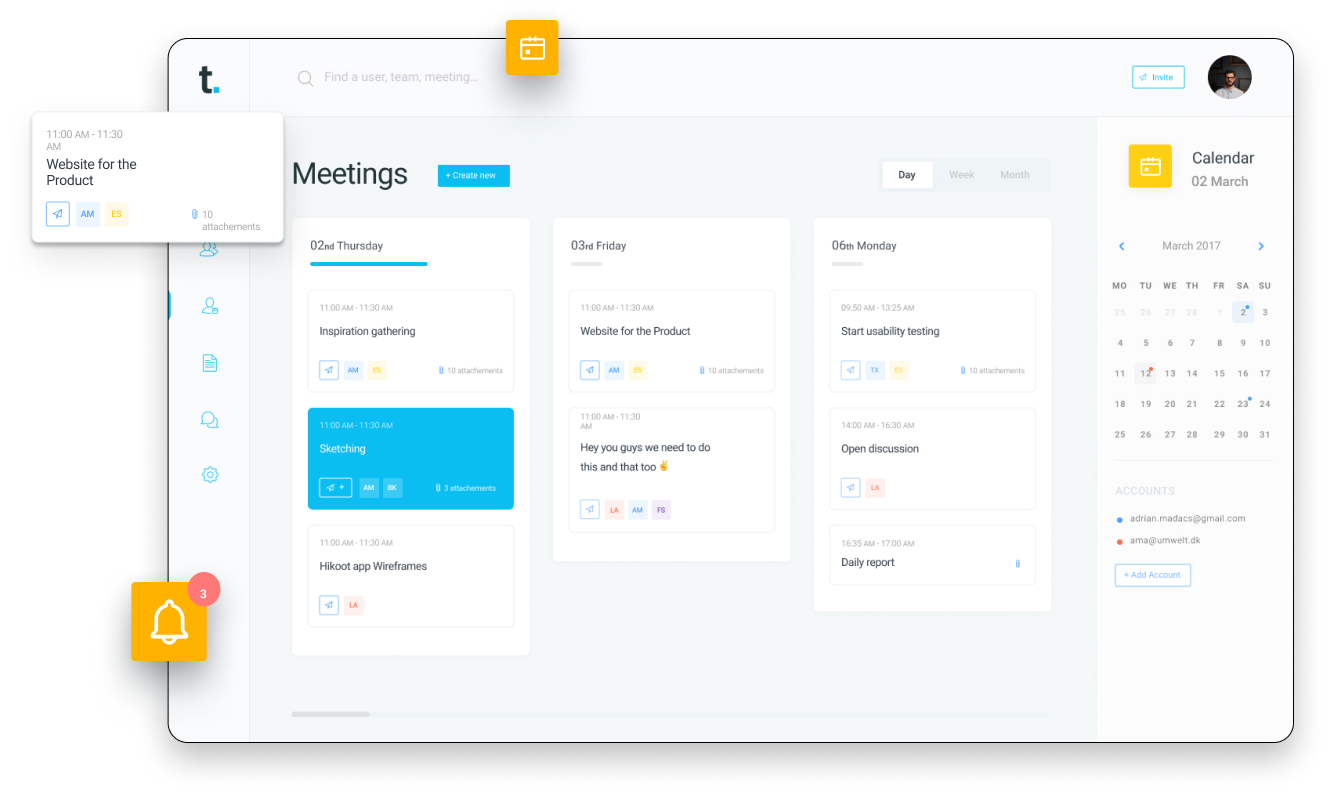 t.
Find a user, team, meeting...
Invite
11:00 AM - 11:30
AM
Website for the
Product
AM ES 10
attachements
Meetings
+ Create new
Day Week Month
02nd Thursday
11:00 AM - 11:30 AM
Inspiration gathering
AM ES 10 attachements
11:00 AM - 11:30 AM
Sketching
+ AM BK 3 attachements
11:00 AM - 11:30 AM
Hikoot app Wireframes
LA
03rd Friday
11:00 AM - 11:30 AM
Website for the Product
AM ES 10 attachements
11:00 AM - 11:30
AM
Hey you guys we need to do
this and that too ✌
LA AM FS
06th Monday
09:50 AM - 13:25 AM
Start usability testing
TX ES 10 attachements
14:00 AM - 16:30 AM
Open discussion
LA
16:35 AM - 17:00 AM
Daily report
Calendar
02 March
March 2017
MO TU WE TH FR SA SU
25 26 27 28 1 2 3
4 5 6 7 8 9 10
11 12 13 14 15 16 17
18 19 20 21 22 23 24
25 26 27 28 29 30 31
ACCOUNTS
adrian.madacs@gmail.com
ama@umwelt.dk
+ Add Account
3